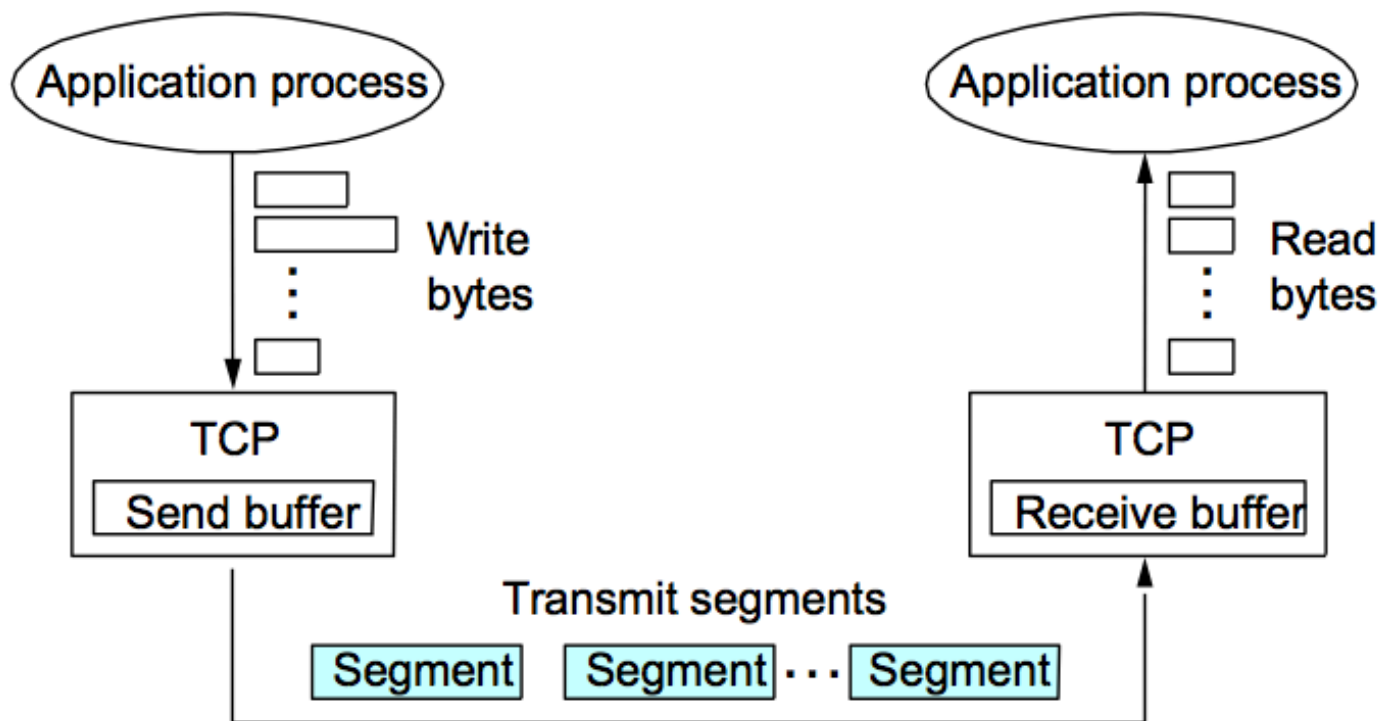 Application process
Application process
Write
bytes
Read
bytes
TCP
Send buffer
TCP
Receive buffer
Transmit segments
Segment
Segment
...
Segment